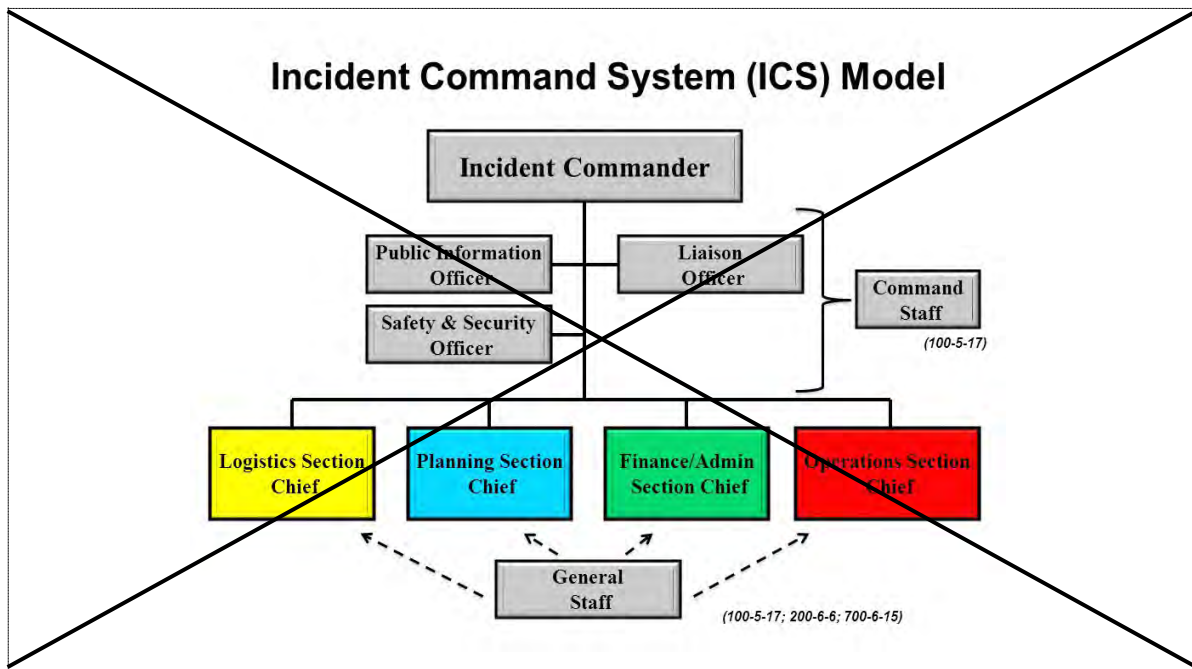 Incident Command System (ICS) Model
Incident Commander
Public Information
Officer
Liaison
Officer
Command
Staff
(100-5-17)
Safety & Security
Officer
Logistics Section
Chief
Planning Section
Chief
Finance/Admin
Section Chief
Operations Section
Chief
General
Staff
(100-5-17; 200-6-6; 700-6-15)